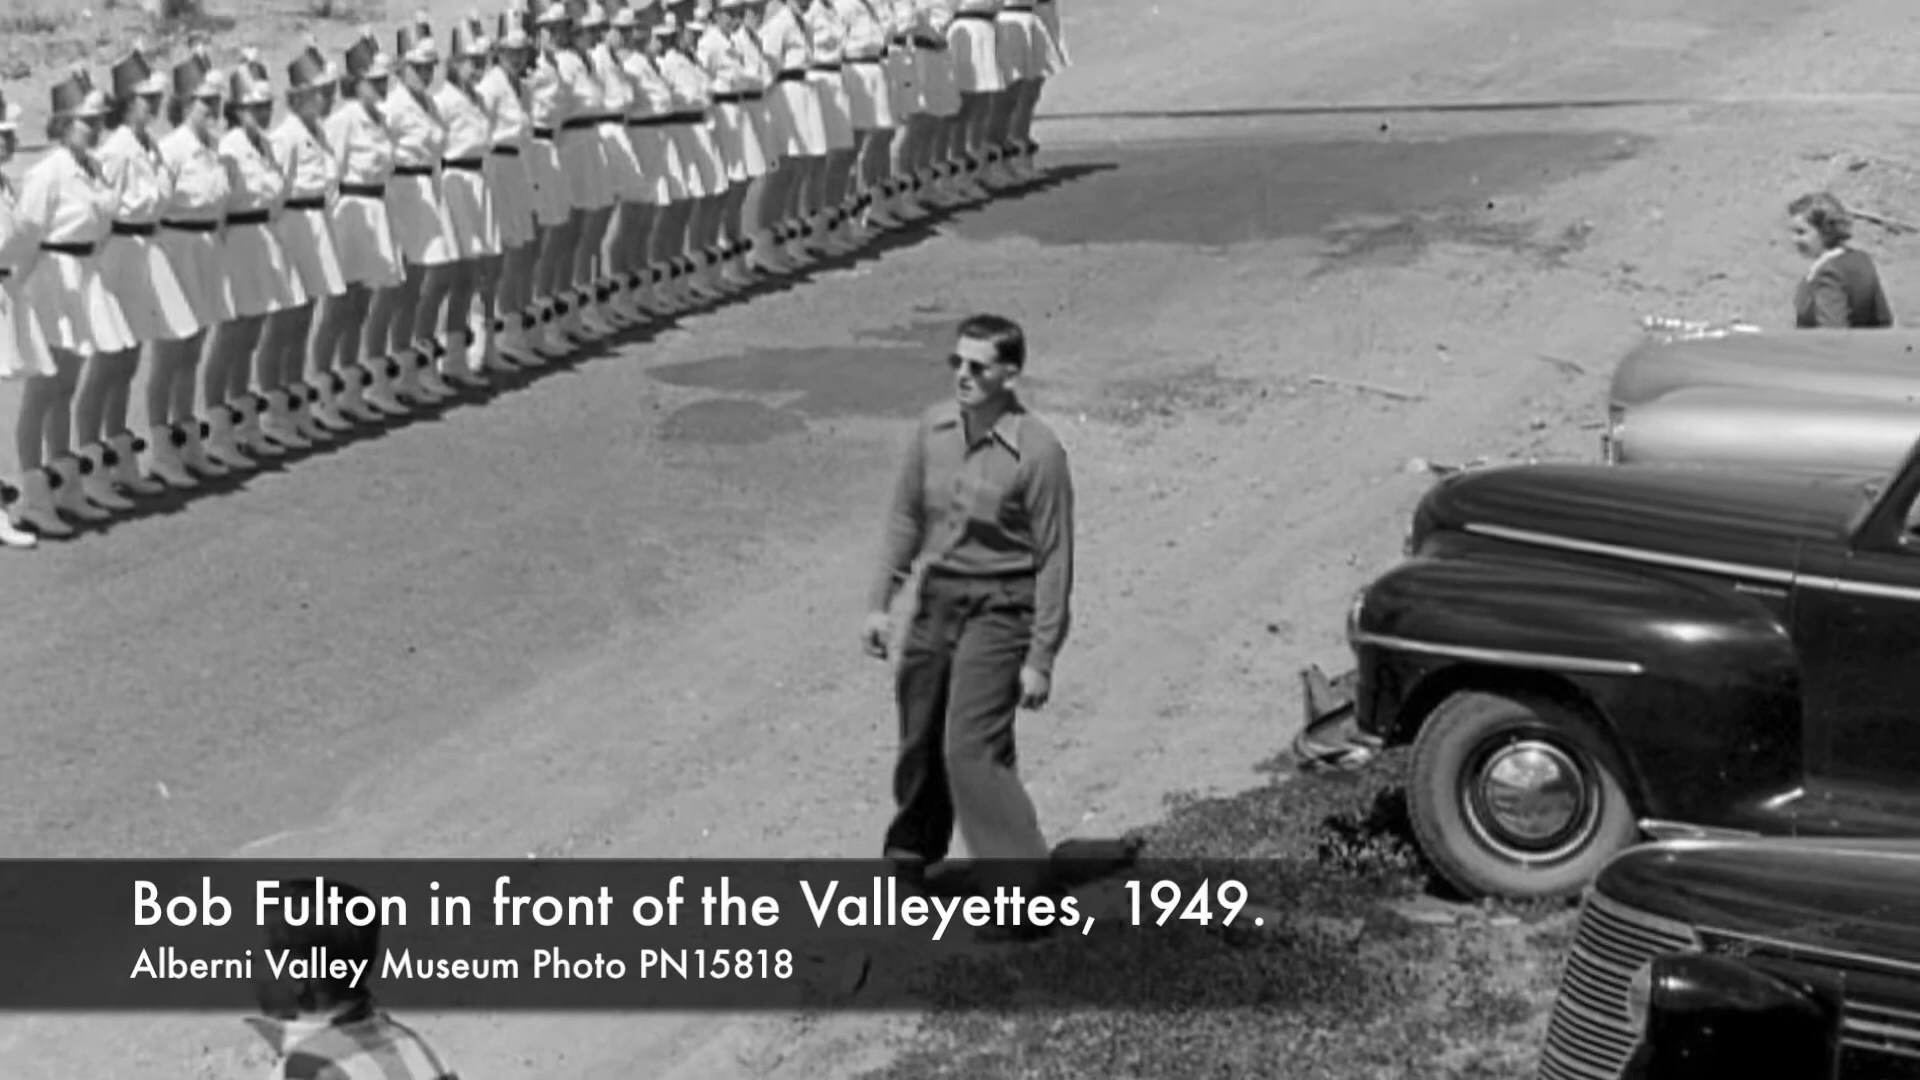 Bob Fulton in front of the Valleyettes, 1949.
Alberni Valley Museum Photo PN15818